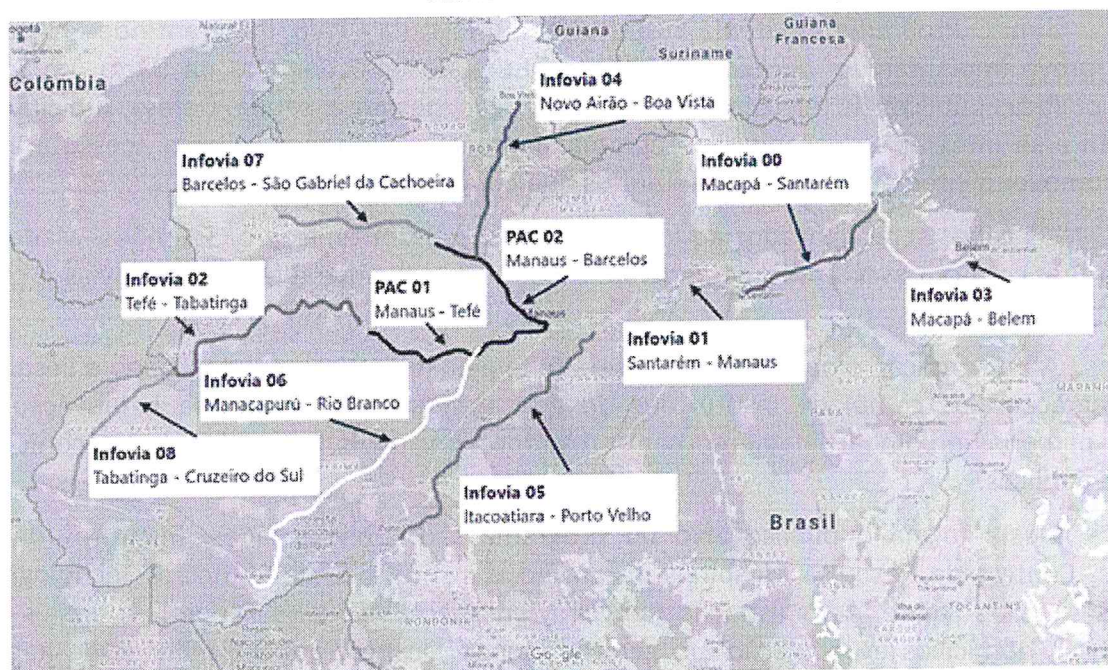 Guiana
Guiana
Francesa
Suriname
Colômbia
Infovia 04
Novo Airão - Boa Vista
Infovia 07
Barcelos - São Gabriel da Cachoeira
Infovia 00
Macapá - Santarém
PAC 02
Manaus - Barcelos
Belem
Infovia 02
Tefé - Tabatinga
PAC 01
Manaus - Tefé
Infovia 03
Macapá - Belem
Infovia 01
Santarém - Manaus
Infovia 06
Manacapurú - Rio Branco
Infovia 08
Tabatinga - Cruzeiro do Sul
Infovia 05
Itacoatiara - Porto Velho
Brasil
TOCANTINS
RONDÔNIA
Google